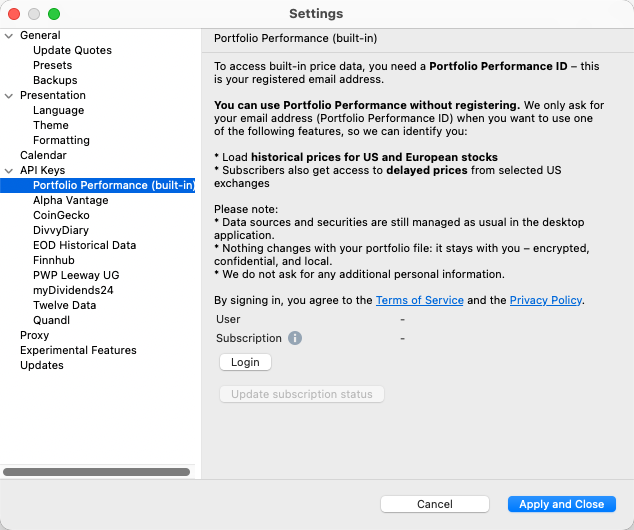 Settings
General
Update Quotes
Presets
Backups
Presentation
Language
Theme
Formatting
Calendar
API Keys
Portfolio Performance (built-in)
Alpha Vantage
CoinGecko
DivvyDiary
EOD Historical Data
Finnhub
PWP Leeway UG
myDividends24
Twelve Data
Quandl
Proxy
Experimental Features
Updates
Portfolio Performance (built-in)
To access built-in price data, you need a Portfolio Performance ID – this
is your registered email address.
You can use Portfolio Performance without registering. We only ask for
your email address (Portfolio Performance ID) when you want to use one
of the following features, so we can identify you:
* Load historical prices for US and European stocks
* Subscribers also get access to delayed prices from selected US
exchanges
Please note:
* Data sources and securities are still managed as usual in the desktop
application.
* Nothing changes with your portfolio file: it stays with you – encrypted,
confidential, and local.
* We do not ask for any additional personal information.
By signing in, you agree to the Terms of Service and the Privacy Policy.
User -
Subscription i -
Login
Update subscription status
Cancel Apply and Close